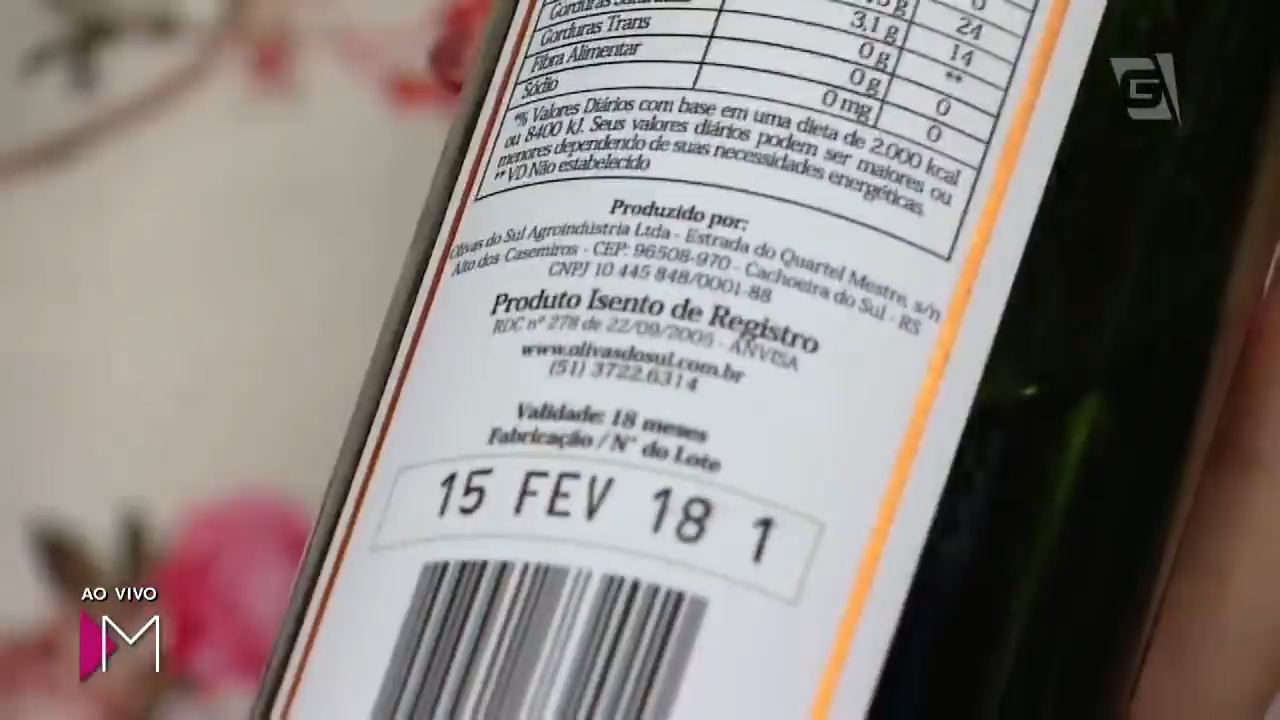 0
24
Gorduras Trans 3,1 g 14
Fibra Alimentar 0 g **
Sódio 0 g 0
0 mg 0
*% Valores Diários com base em uma dieta de 2.000 kcal
ou 8400 kJ. Seus valores diários podem ser maiores ou
menores dependendo de suas necessidades energéticas.
**VD Não estabelecido
Produzido por:
Olivas do Sul Agroindústria Ltda - Estrada do Quartel Mestre, s/n
Alto dos Casemiros - CEP: 96508-970 - Cachoeira do Sul - RS
CNPJ 10 445 848/0001-88
Produto Isento de Registro
RDC nº 278 de 22/09/2005 - ANVISA
www.olivasdosul.com.br
(51) 3722.6314
Validade: 18 meses
Fabricação / N° do Lote
15 FEV 18 1
AO VIVO
M